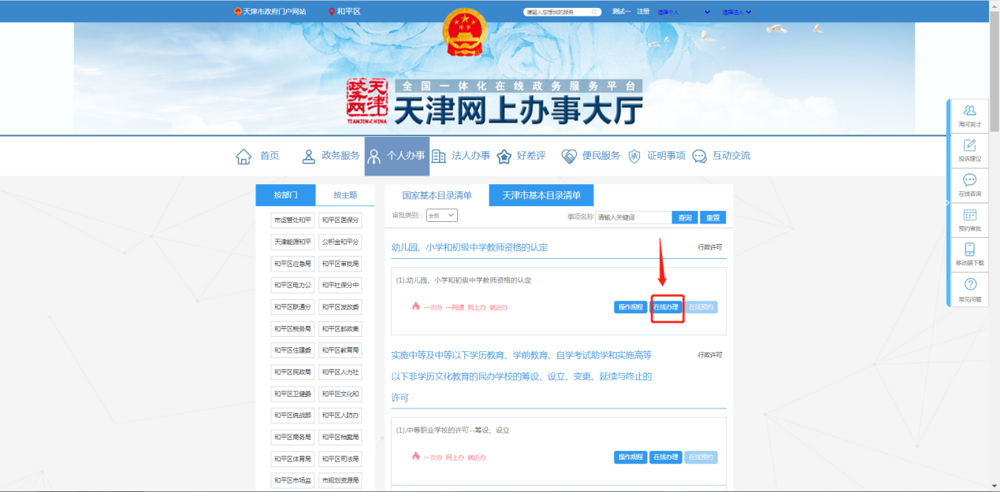 天津市政府门户网站 和平区 请输入您想找的服务 测试一 注册 选择个人 选择法人
政务网 天津
TIANJIN-CHINA
全国一体化在线政务服务平台
天津网上办事大厅
首页 政务服务 个人办事 法人办事 好差评 便民服务 证明事项 互动交流
按部门 按主题
市运管处和平 和平区医保分
天津能源和平 公积金和平分
和平区应急局 和平区审批局
和平区电力公 和平社保分中
和平区联通分 和平区发改委
和平区税务局 和平区邮政集
和平区住建委 和平区教育局
和平区民政局 和平区人力社
和平区卫健委 和平区文化和
和平区统战部 和平区人防办
和平区商务局 和平区档案局
和平区体育局 和平区司法局
和平区市场监 市规划资源局
国家基本目录清单 天津市基本目录清单
审批类别： 全部 事项名称 请输入关键词 查询 重置
幼儿园、小学和初级中学教师资格的认定 行政许可
(1).幼儿园、小学和初级中学教师资格的认定
一次办 一网通 网上办 就近办 操作规程 在线办理 在线预约
实施中等及中等以下学历教育、学前教育、自学考试助学和实施高等 行政许可
以下非学历文化教育的民办学校的筹设、设立、变更、延续与终止的
许可
(1).中等职业学校的许可--筹设、设立
一次办 网上办 就近办 操作规程 在线办理 在线预约
海河英才
投诉建议
在线咨询
预约审批
移动端下载
常见问题